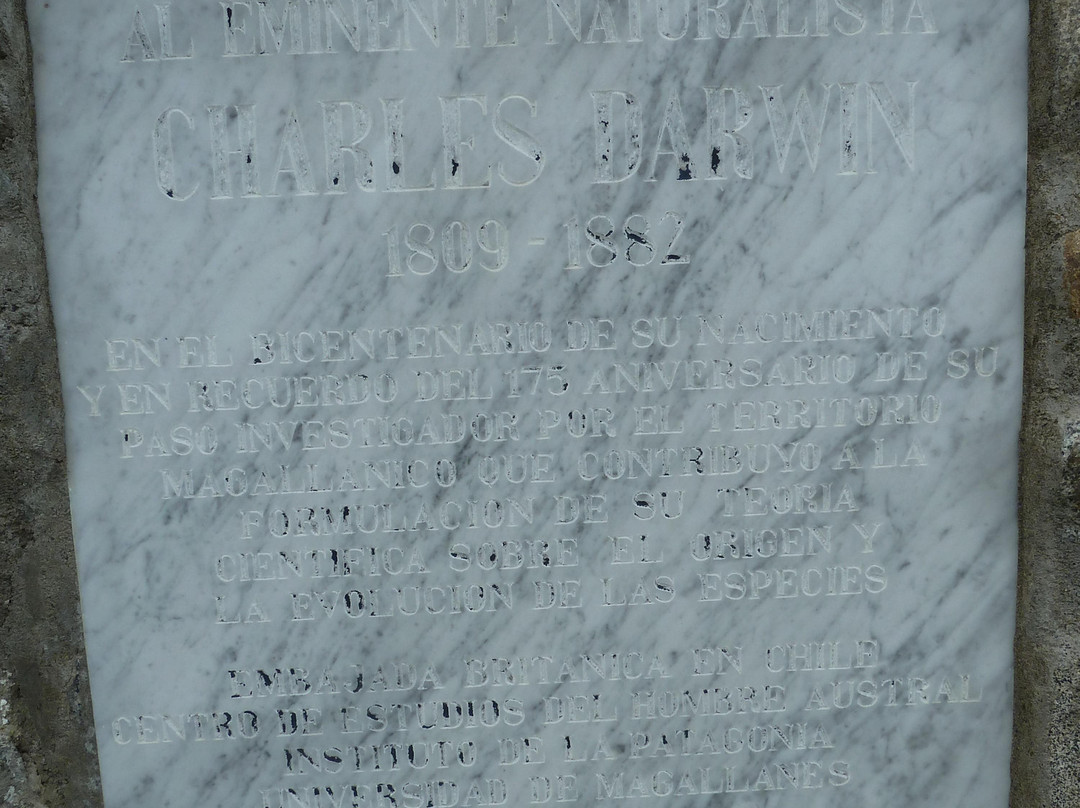 AL EMINENTE NATURALISTA
CHARLES DARWIN
1809 - 1882
EN EL BICENTENARIO DE SU NACIMIENTO
Y EN RECUERDO DEL 175 ANIVERSARIO DE SU
PASO INVESTIGADOR POR EL TERRITORIO
MAGALLANICO QUE CONTRIBUYO A LA
FORMULACION DE SU TEORIA
CIENTIFICA SOBRE EL ORIGEN Y
LA EVOLUCION DE LAS ESPECIES
EMBAJADA BRITANICA EN CHILE
CENTRO DE ESTUDIOS DEL HOMBRE AUSTRAL
INSTITUTO DE LA PATAGONIA
UNIVERSIDAD DE MAGALLANES